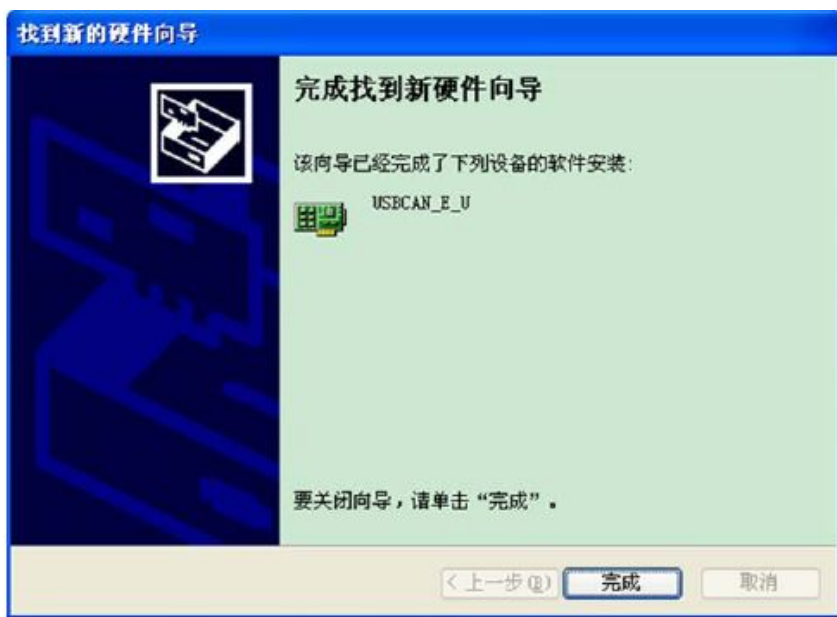 找到新的硬件向导
完成找到新硬件向导
该向导已经完成了下列设备的软件安装:
USBCAN_E_U
要关闭向导,请单击“完成”。
< 上一步(B)
完成
取消